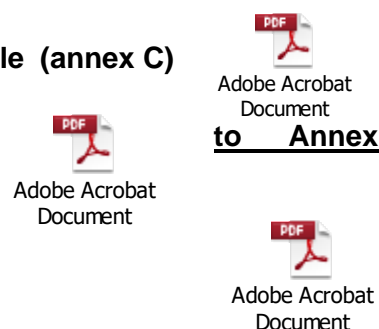 le (annex C)
PDF
Adobe Acrobat
Document
to Annex
PDF
Adobe Acrobat
Document
PDF
Adobe Acrobat
Document